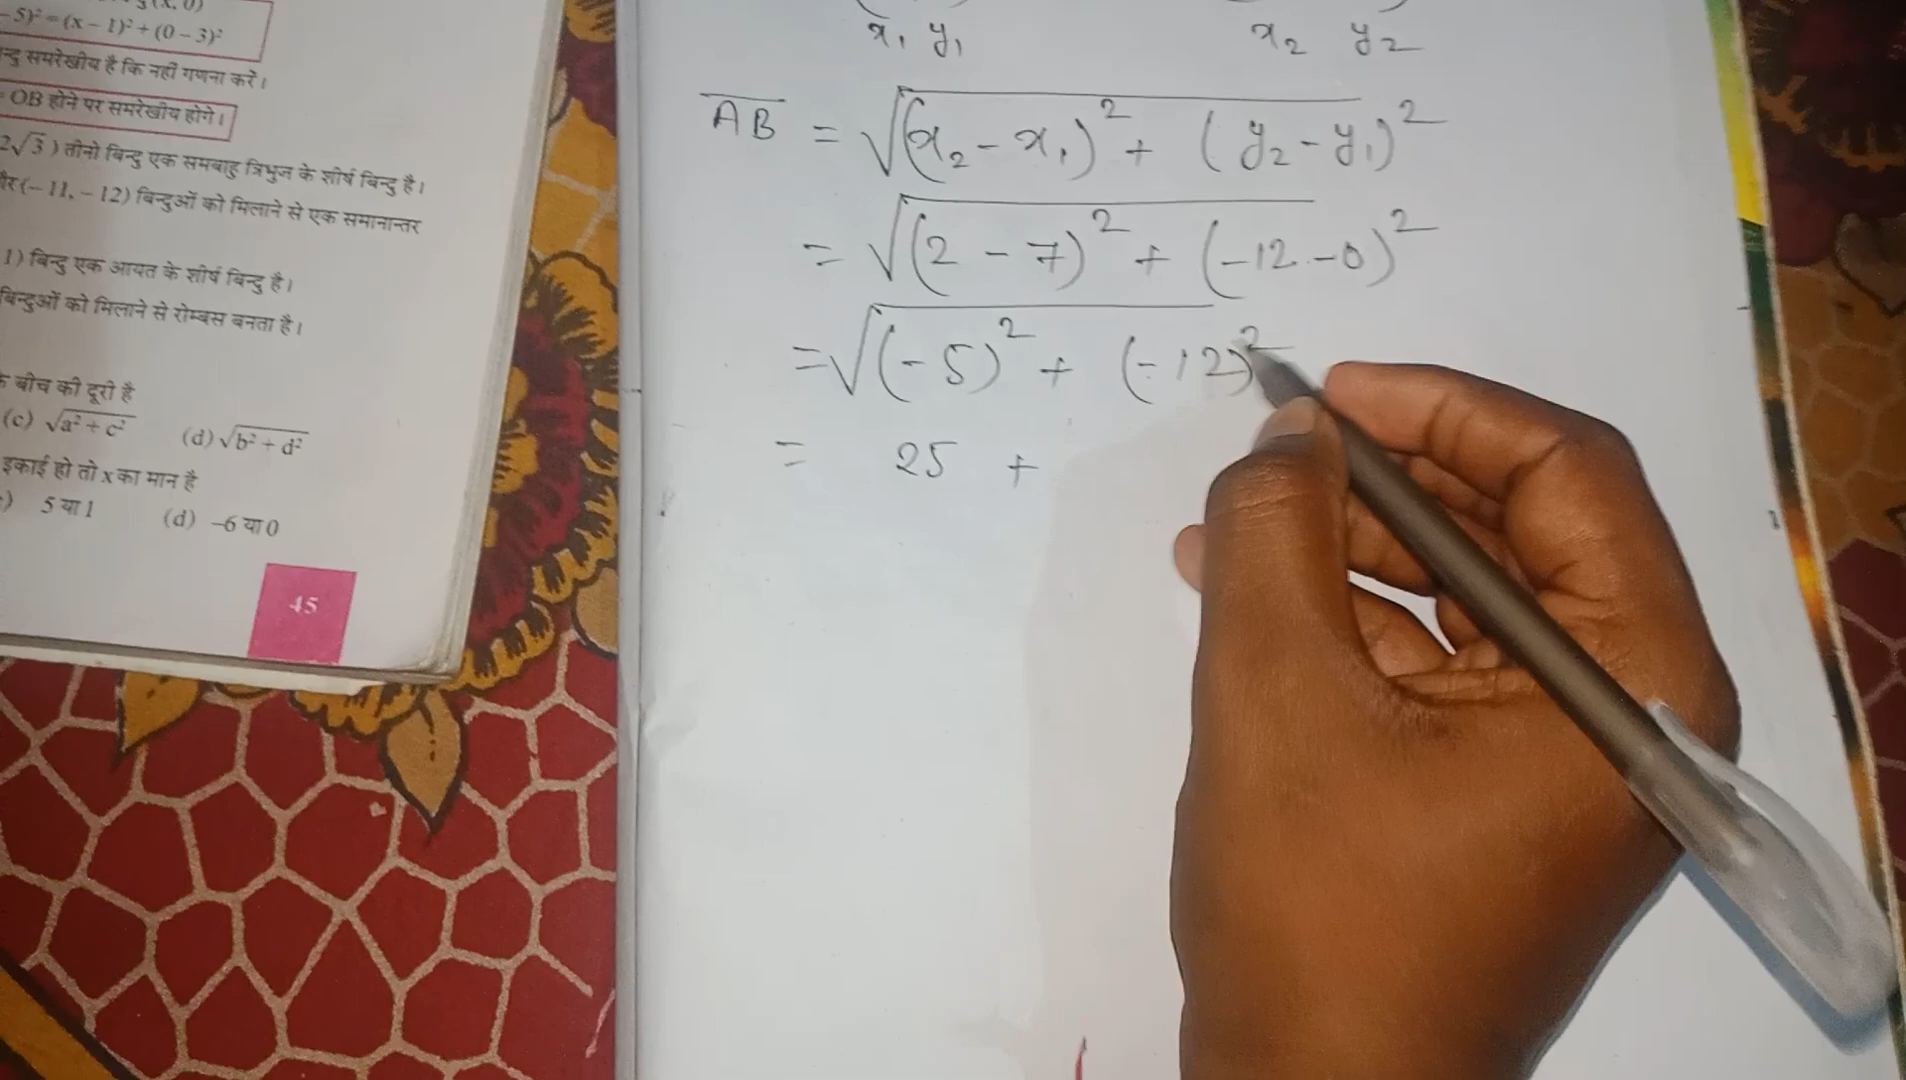 (x, 0)
– 5)² = (x – 1)² + (0 – 3)²
न्दु समरेखीय है कि नहीं गणना करें।
= OB होने पर समरेखीय होंगे।
2√3 ) तीनो बिन्दु एक समबाहु त्रिभुज के शीर्ष बिन्दु है।
(– 11, – 12) बिन्दुओं को मिलाने से एक समानान्तर
1) बिन्दु एक आयत के शीर्ष बिन्दु है।
बिन्दुओं को मिलाने से रोम्बस बनता है।
बीच की दूरी है
(c) √a² + c² (d) √b² + d²
इकाई हो तो x का मान है
) 5 या 1 (d) –6 या 0
45
x₁ y₁ x₂ y₂
AB = √(x₂ - x₁)² + (y₂ - y₁)²
= √(2 - 7)² + (-12 - 0)²
= √(-5)² + (-12)²
= 25 +